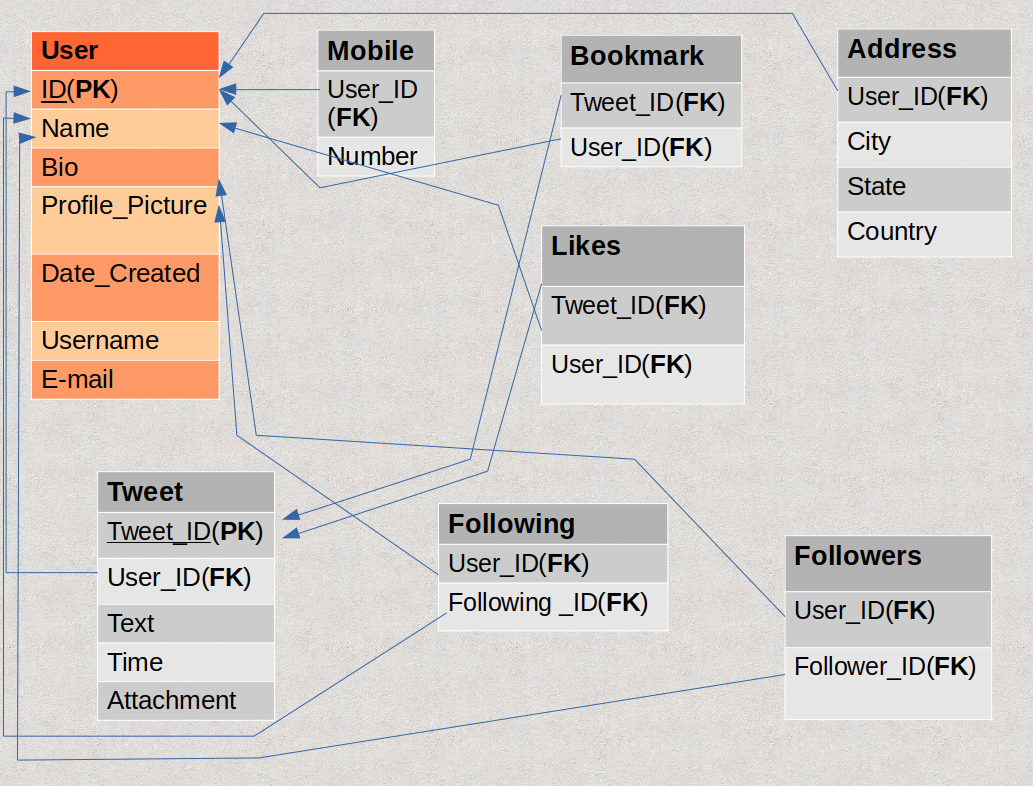 User
ID(PK)
Name
Bio
Profile_Picture
Date_Created
Username
E-mail
Mobile
User_ID
(FK)
Number
Bookmark
Tweet_ID(FK)
User_ID(FK)
Address
User_ID(FK)
City
State
Country
Likes
Tweet_ID(FK)
User_ID(FK)
Tweet
Tweet_ID(PK)
User_ID(FK)
Text
Time
Attachment
Following
User_ID(FK)
Following _ID(FK)
Followers
User_ID(FK)
Follower_ID(FK)